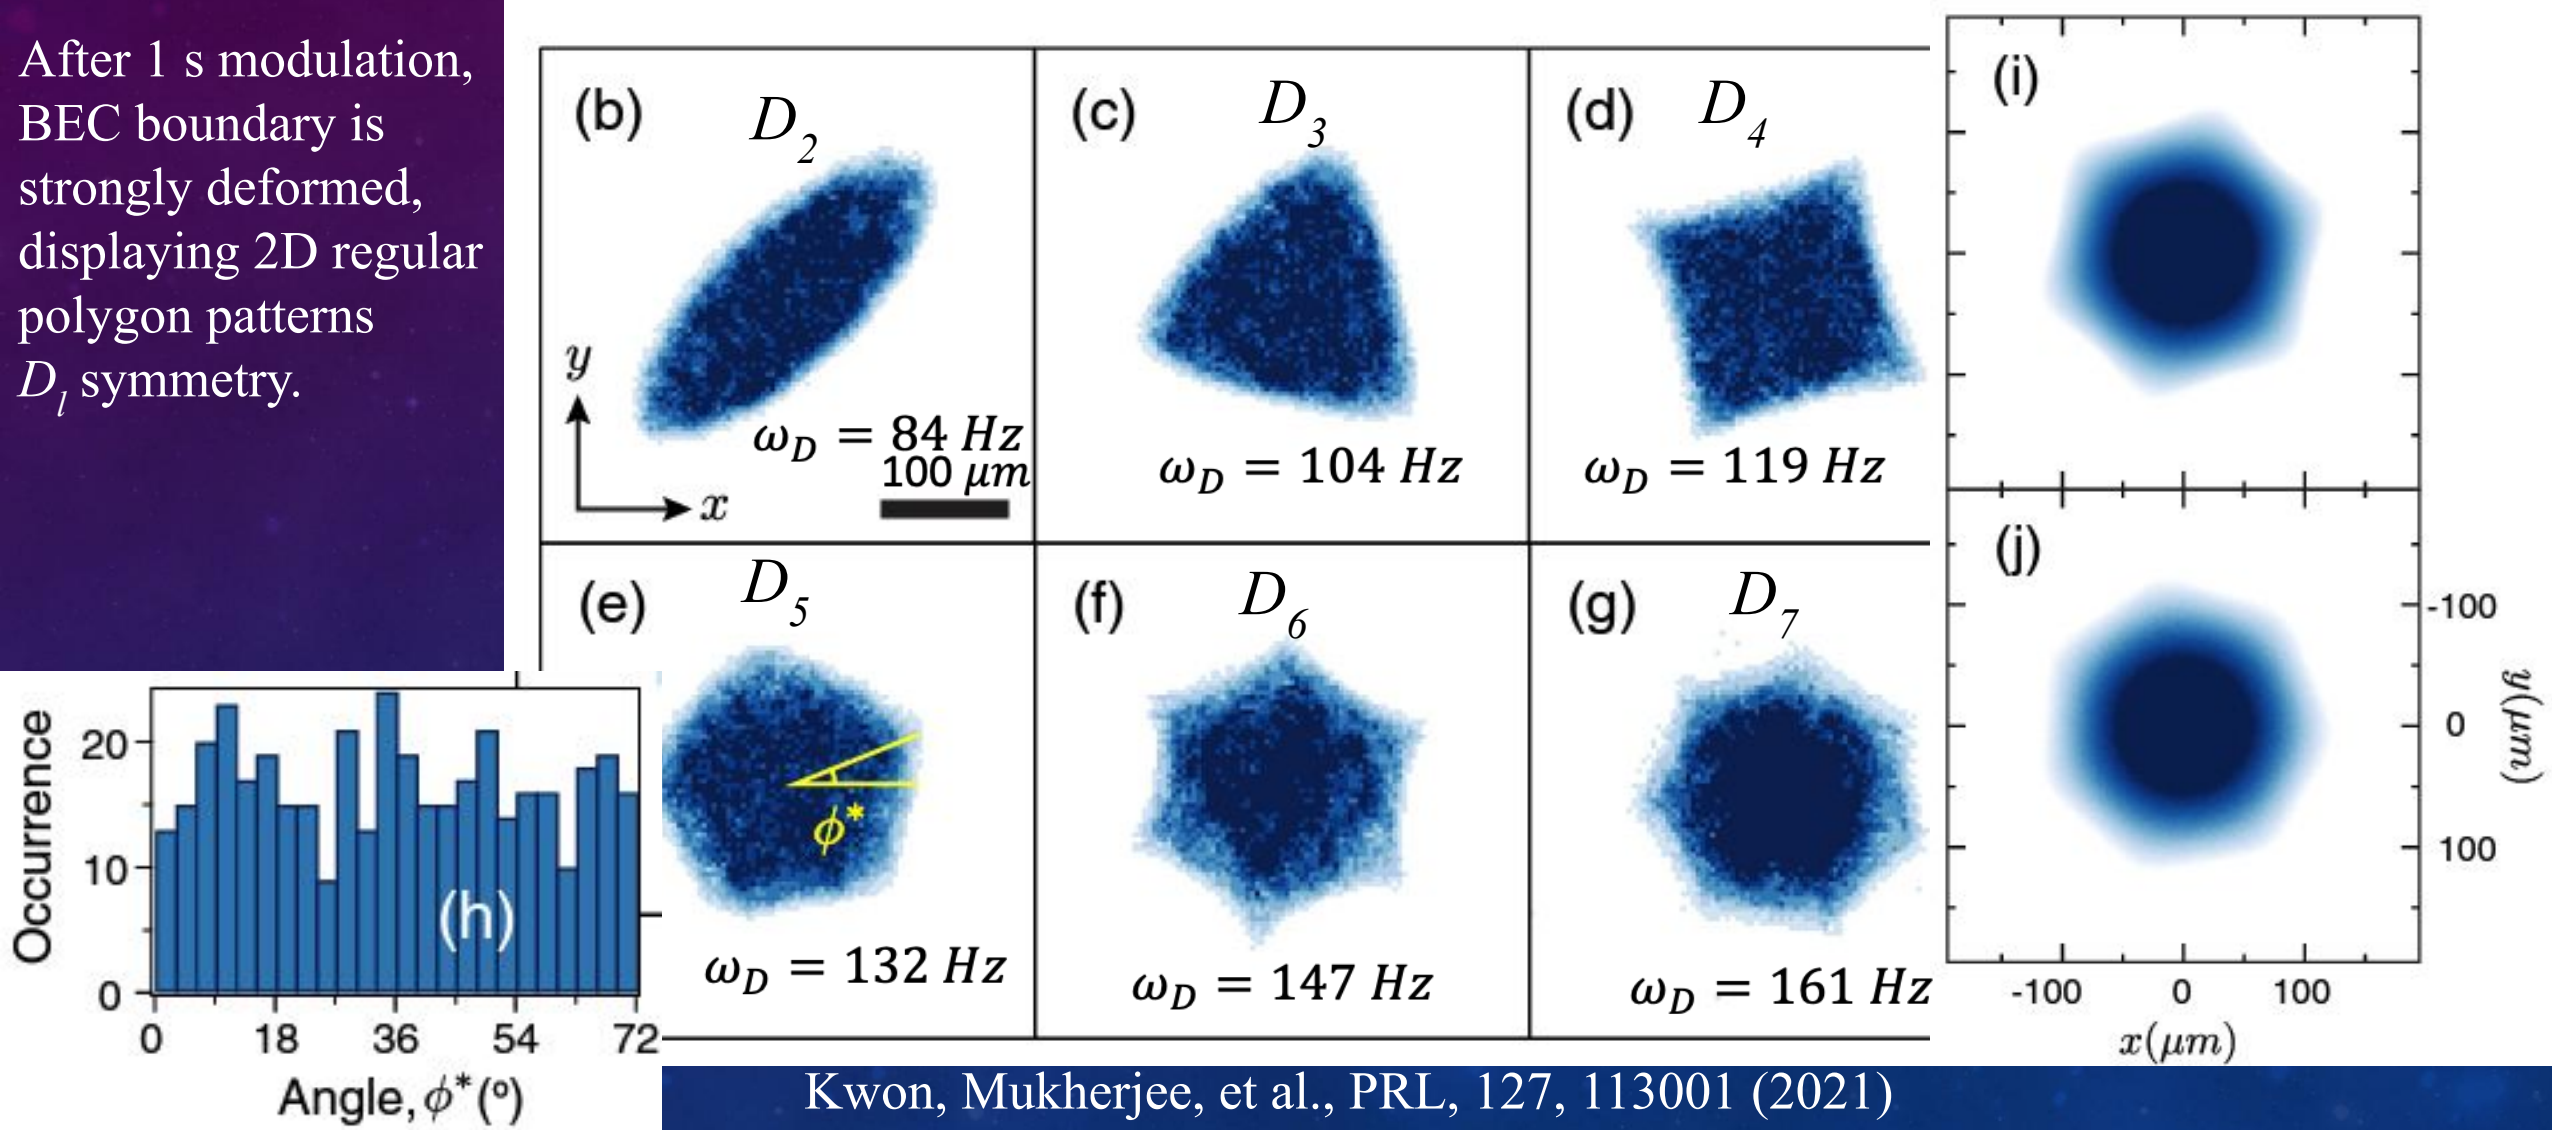 After 1 s modulation,
BEC boundary is
strongly deformed,
displaying 2D regular
polygon patterns
D_l symmetry.
(b) D_2
y
x
ω_D = 84 Hz
100 μm
(c) D_3
ω_D = 104 Hz
(d) D_4
ω_D = 119 Hz
(e) D_5
ϕ*
ω_D = 132 Hz
(f) D_6
ω_D = 147 Hz
(g) D_7
ω_D = 161 Hz
Occurrence
20
10
0
(h)
0 18 36 54 72
Angle, ϕ*(º)
(i)
(j)
-100
0
100
y(μm)
-100 0 100
x(μm)
Kwon, Mukherjee, et al., PRL, 127, 113001 (2021)